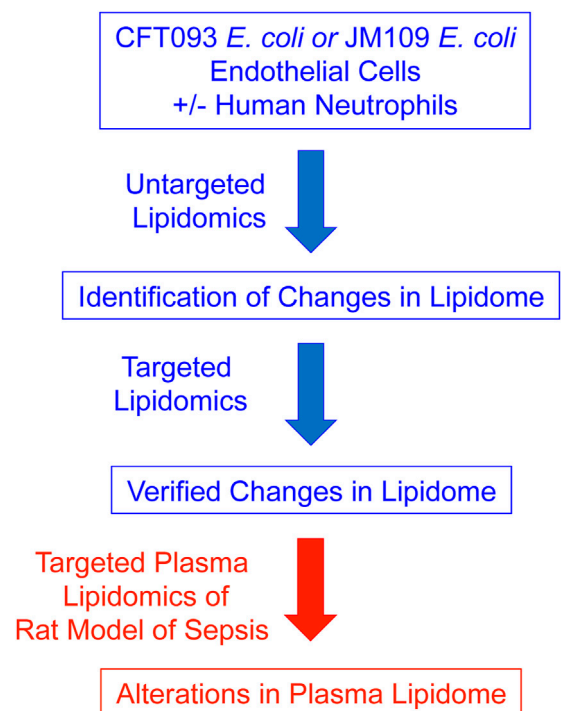 CFT093 E. coli or JM109 E. coli
Endothelial Cells
+/- Human Neutrophils
Untargeted
Lipidomics
Identification of Changes in Lipidome
Targeted
Lipidomics
Verified Changes in Lipidome
Targeted Plasma
Lipidomics of
Rat Model of Sepsis
Alterations in Plasma Lipidome